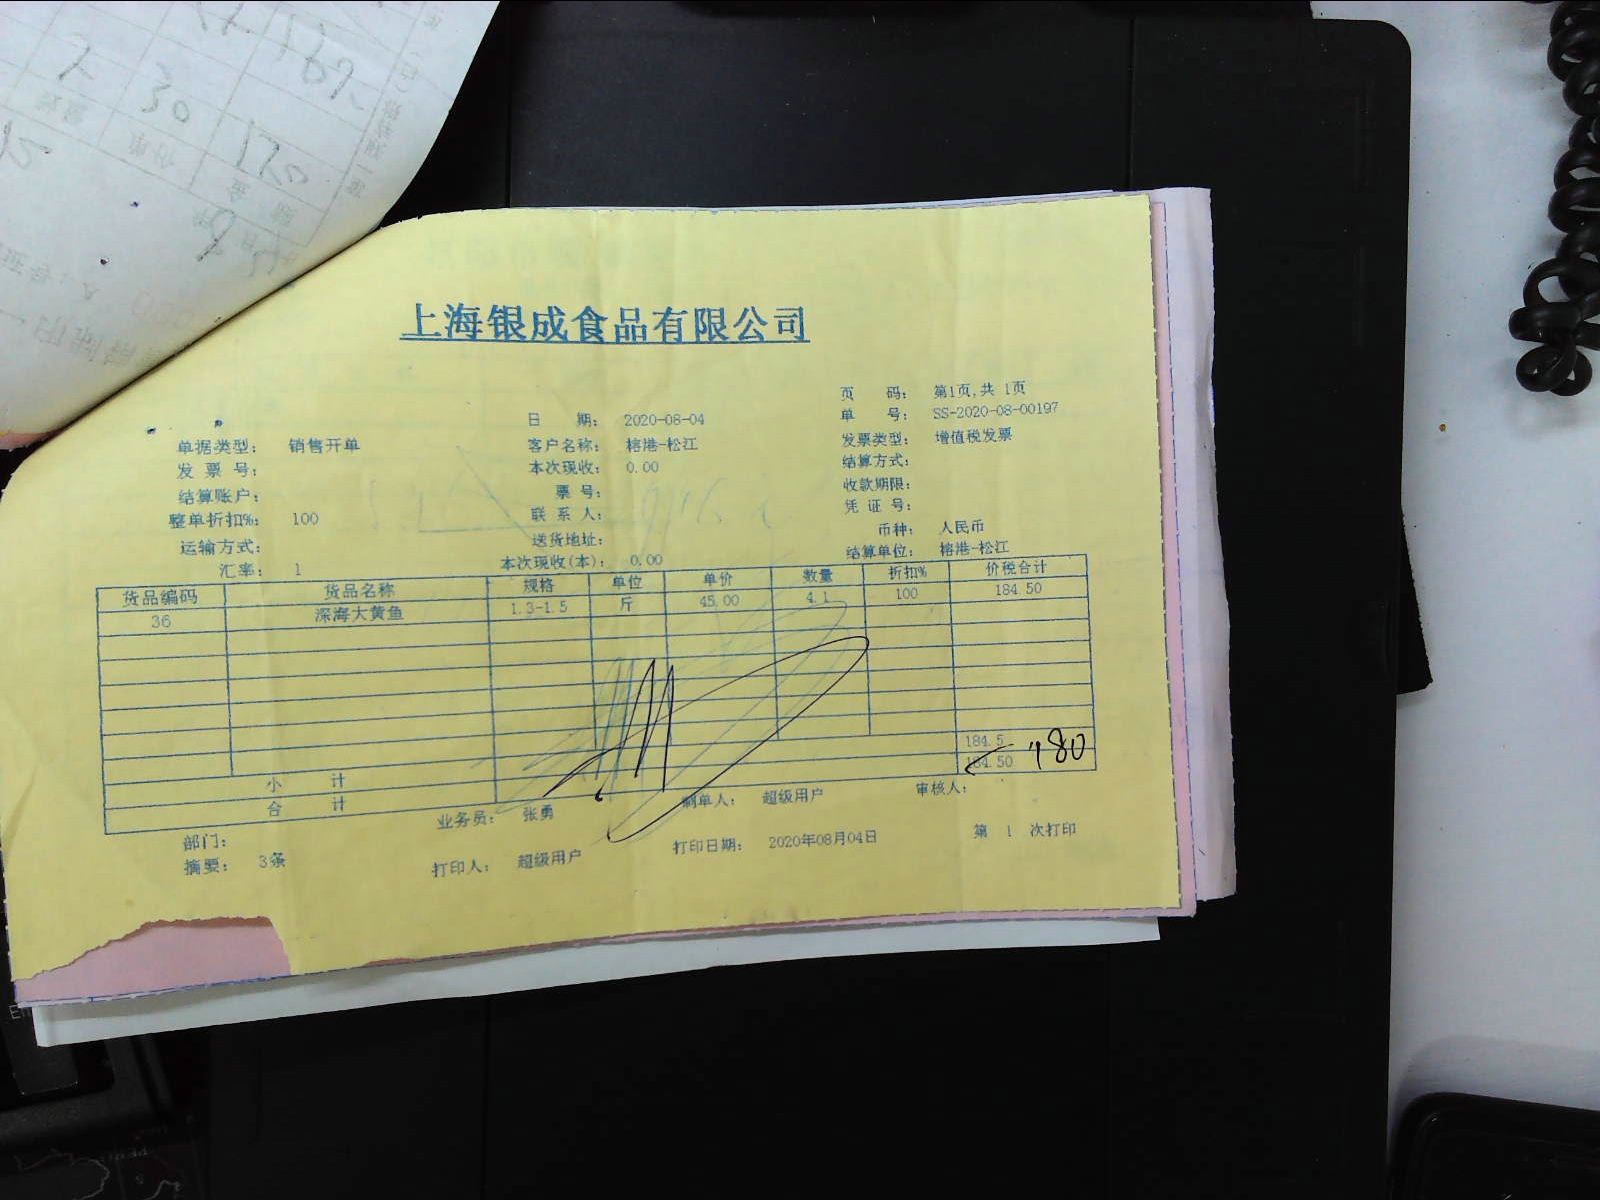 169.
2 30 120
上海银成食品有限公司
页 码: 第1页,共 1页
日 期: 2020-08-04 单 号: SS-2020-08-00197
单据类型: 销售开单 客户名称: 榕港-松江 发票类型: 增值税发票
发 票 号: 本次现收: 0.00 结算方式:
结算账户: 票 号: 收款期限:
整单折扣%: 100 联 系 人: 凭 证 号:
运输方式: 送货地址: 币种: 人民币
汇率: 1 本次现收(本): 0.00 结算单位: 榕港-松江
货品编码 货品名称 规格 单位 单价 数量 折扣% 价税合计
36 深海大黄鱼 1.3-1.5 斤 45.00 4.1 100 184.50
小 计 184.5
合 计 184.50 180
业务员: 张勇 制单人: 超级用户 审核人:
部门:
摘要: 3条 打印人: 超级用户 打印日期: 2020年08月04日 第 1 次打印